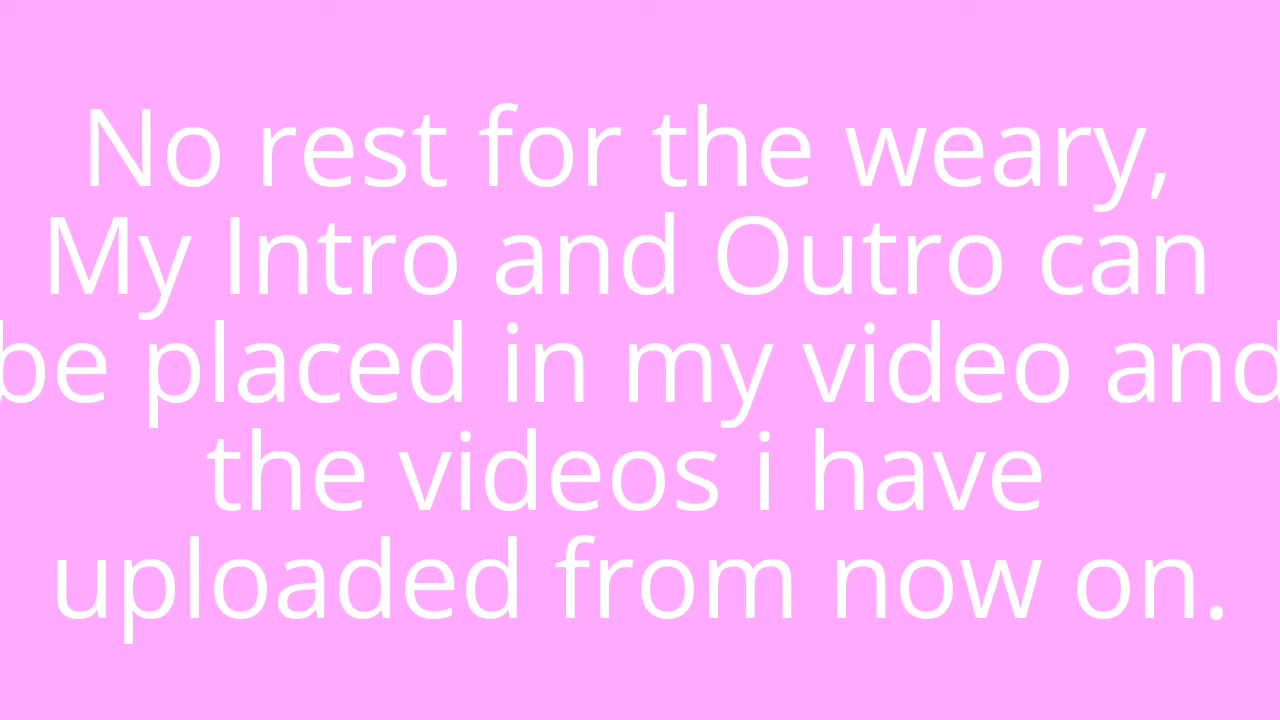 No rest for the weary,
My Intro and Outro can
be placed in my video and
the videos i have
uploaded from now on.